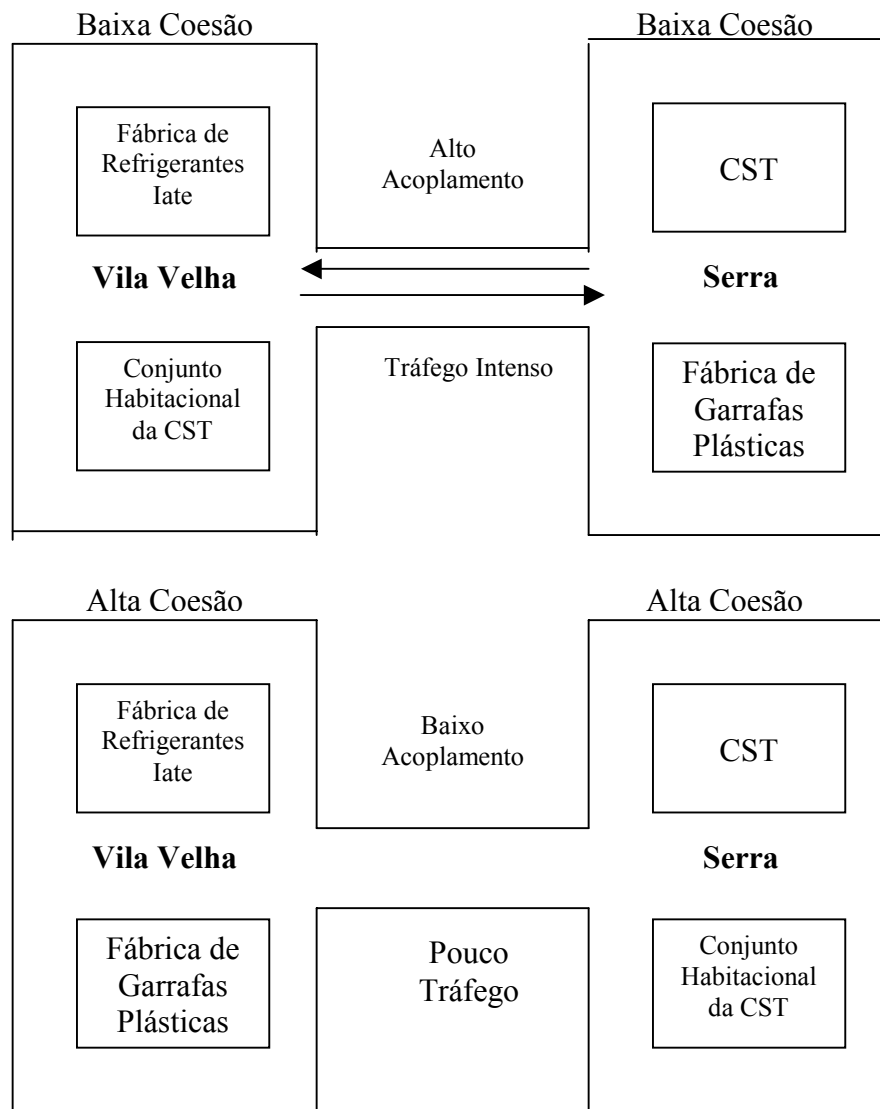 Baixa Coesão
Baixa Coesão
Fábrica de
Refrigerantes
Iate
Alto
Acoplamento
CST
Vila Velha
Serra
Conjunto
Habitacional
da CST
Tráfego Intenso
Fábrica de
Garrafas
Plásticas
Alta Coesão
Alta Coesão
Fábrica de
Refrigerantes
Iate
Baixo
Acoplamento
CST
Vila Velha
Serra
Fábrica de
Garrafas
Plásticas
Pouco
Tráfego
Conjunto
Habitacional
da CST